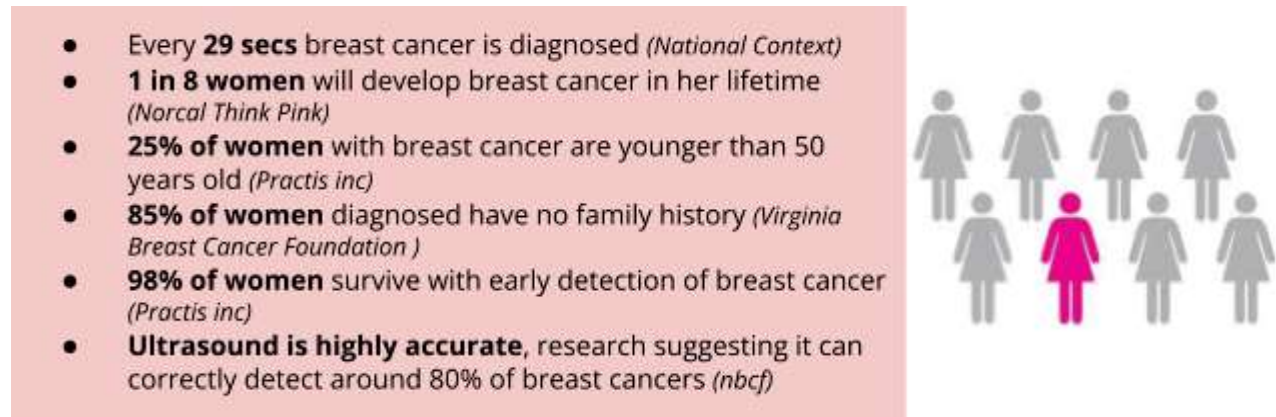 ● Every 29 secs breast cancer is diagnosed (National Context)
● 1 in 8 women will develop breast cancer in her lifetime
(Norcal Think Pink)
● 25% of women with breast cancer are younger than 50
years old (Practis inc)
● 85% of women diagnosed have no family history (Virginia
Breast Cancer Foundation )
● 98% of women survive with early detection of breast cancer
(Practis inc)
● Ultrasound is highly accurate, research suggesting it can
correctly detect around 80% of breast cancers (nbcf)